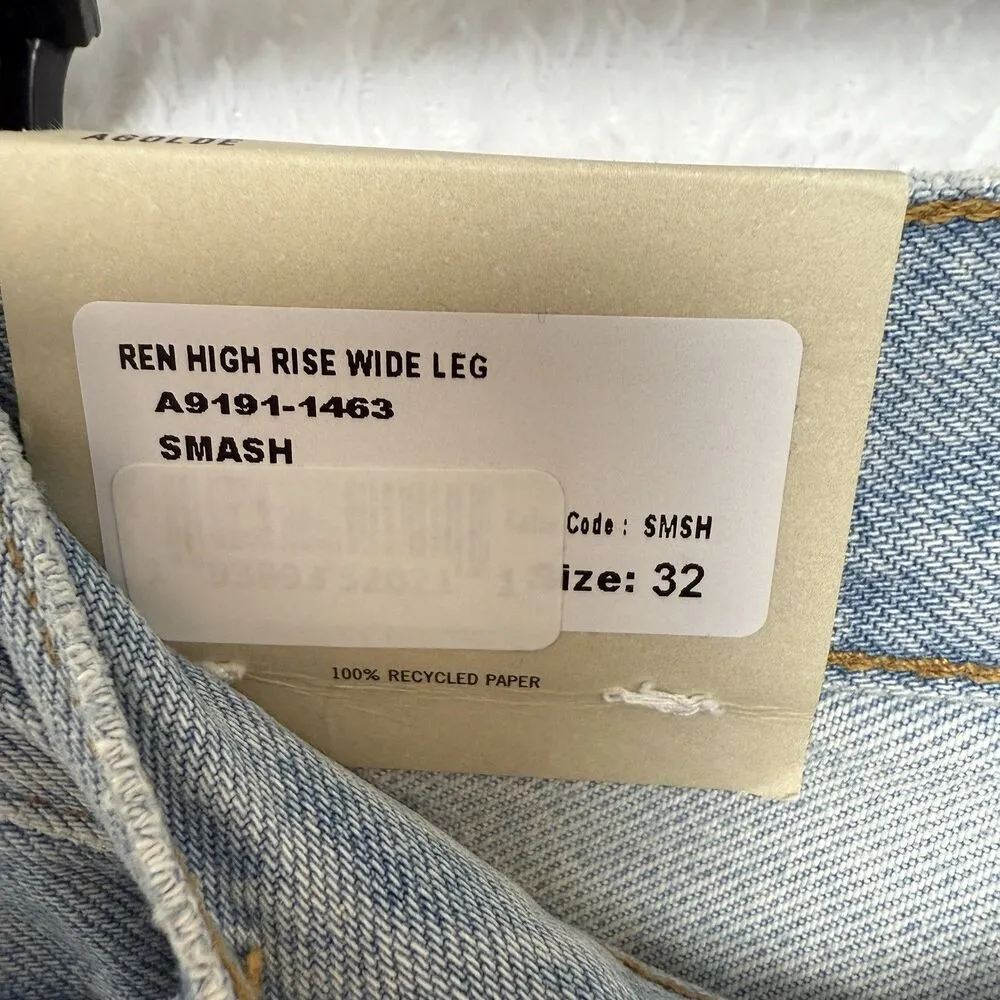 AGOLDE
REN HIGH RISE WIDE LEG
A9191-1463
SMASH
Code : SMSH
Size: 32
100% RECYCLED PAPER